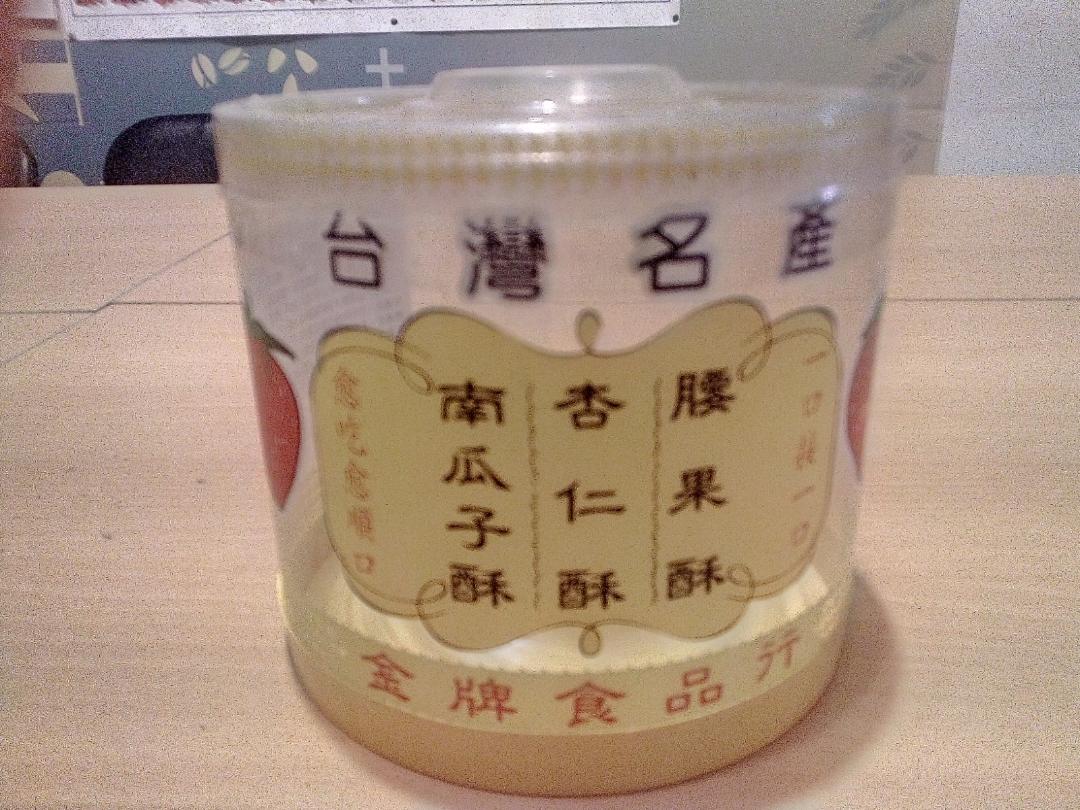 台灣名產
一口接一口
腰果酥
杏仁酥
南瓜子酥
愈吃愈順口
金牌食品行